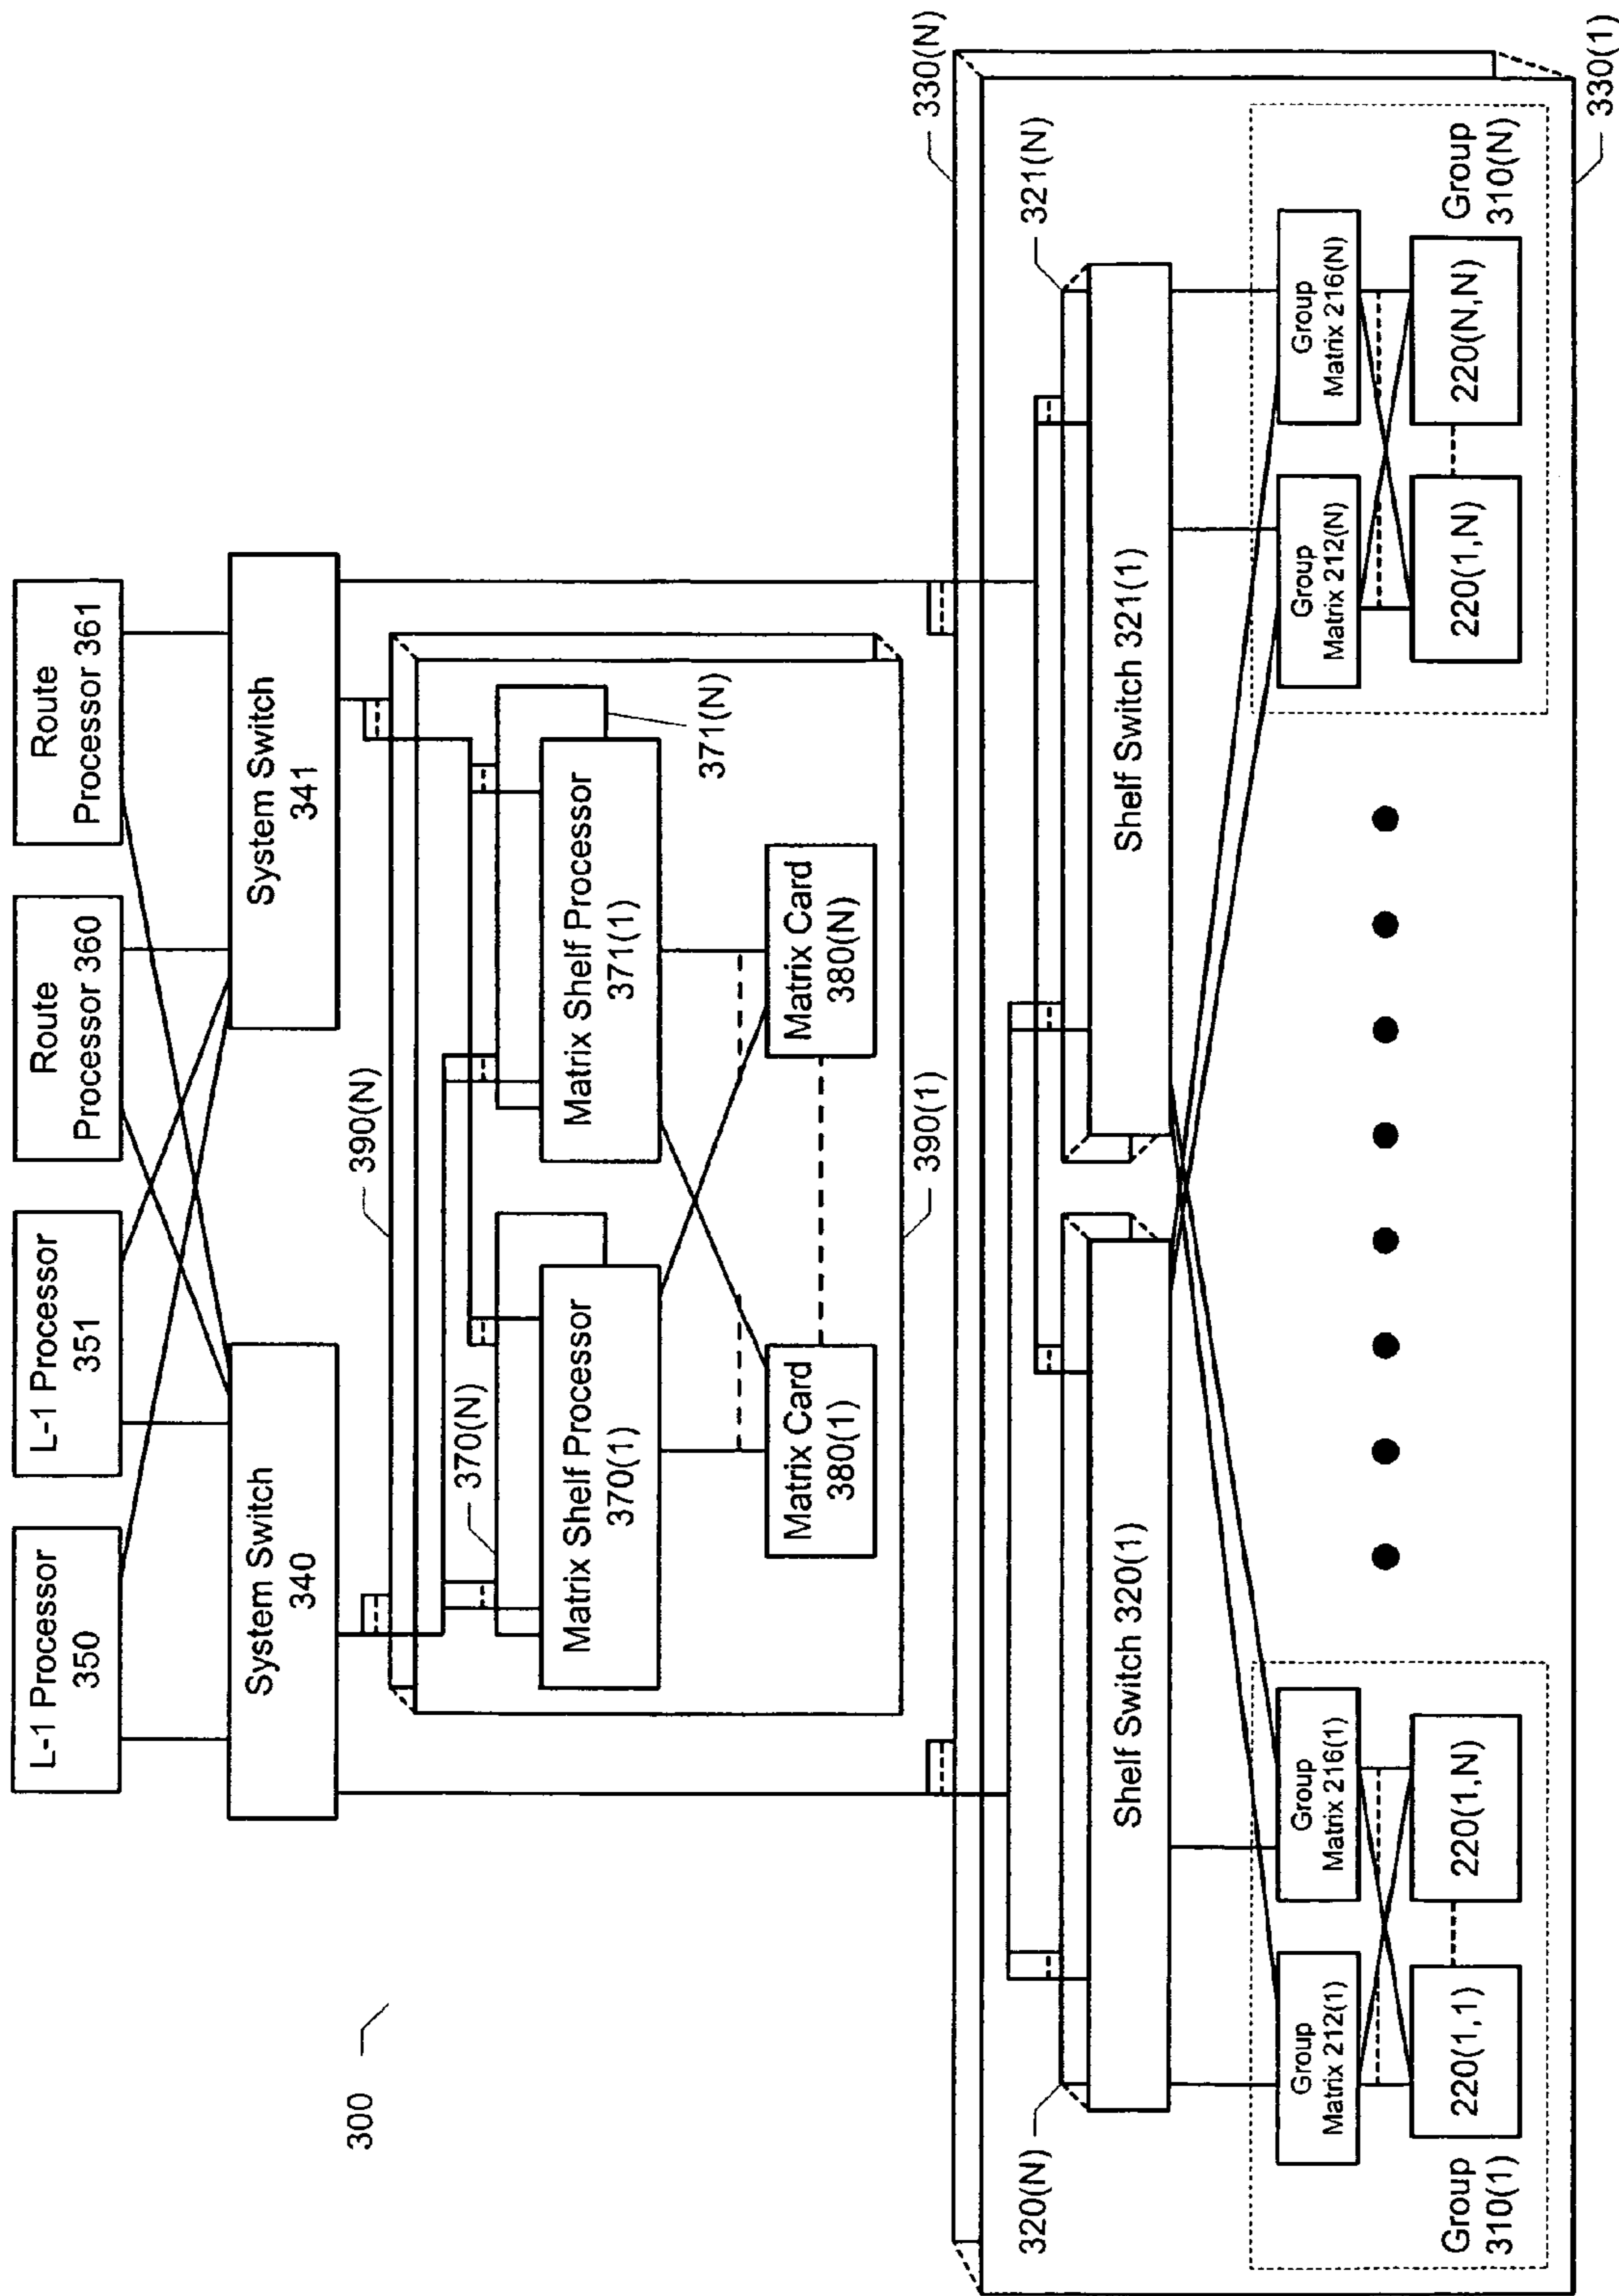 L-1 Processor
350
L-1 Processor
351
Route
Processor 360
Route
Processor 361
System Switch
340
System Switch
341
300
390(N)
370(N)
Matrix Shelf Processor
370(1)
Matrix Shelf Processor
371(1)
371(N)
Matrix Card
380(1)
Matrix Card
380(N)
390(1)
330(N)
320(N)
321(N)
Shelf Switch 320(1)
Shelf Switch 321(1)
Group
Matrix 212(1)
Group
Matrix 216(1)
Group
Matrix 212(N)
Group
Matrix 216(N)
220(1,1)
220(1,N)
220(1,N)
220(N,N)
Group
310(1)
Group
310(N)
330(1)